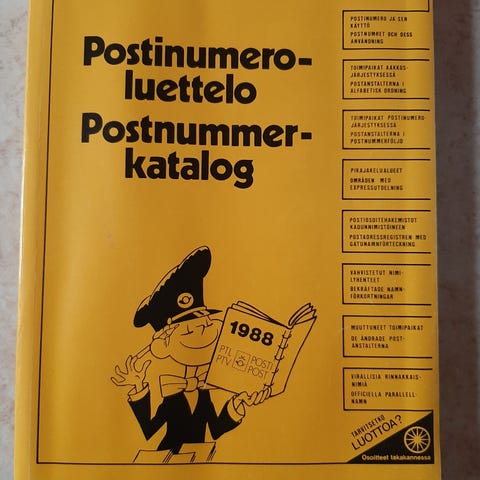 Postinumero-
luettelo
Postnummer-
katalog
POSTINUMERO JA SEN
KÄYTTÖ
POSTNUMRET OCH DESS
ANVÄNDNING
TOIMIPAIKAT AAKKOS-
JÄRJESTYKSESSÄ
POSTANSTALTERNA I
ALFABETISK ORDNING
TOIMIPAIKAT POSTINUMERO-
JÄRJESTYKSESSÄ
POSTANSTALTERNA I
POSTNUMMERFÖLJD
PIKAJAKELUALUEET
OMRÅDEN MED
EXPRESSUTDELNING
POSTIOSOITEHAKEMISTOT
KADUNNIMISTÖINEEN
POSTADRESSREGISTREN MED
GATUNAMNFÖRTECKNING
VAHVISTETUT NIMI-
LYHENTEET
BEKRÄFTADE NAMN-
FÖRKORTNINGAR
MUUTTUNEET TOIMIPAIKAT
DE ÄNDRADE POST-
ANSTALTERNA
VIRALLISIA RINNAKKAIS-
NIMIÄ
OFFICIELLA PARALLELL-
NAMN
1988
PTL POSTI
PTV POST
TARVITSETKO
LUOTTOA?
Osoitteet takakannessa